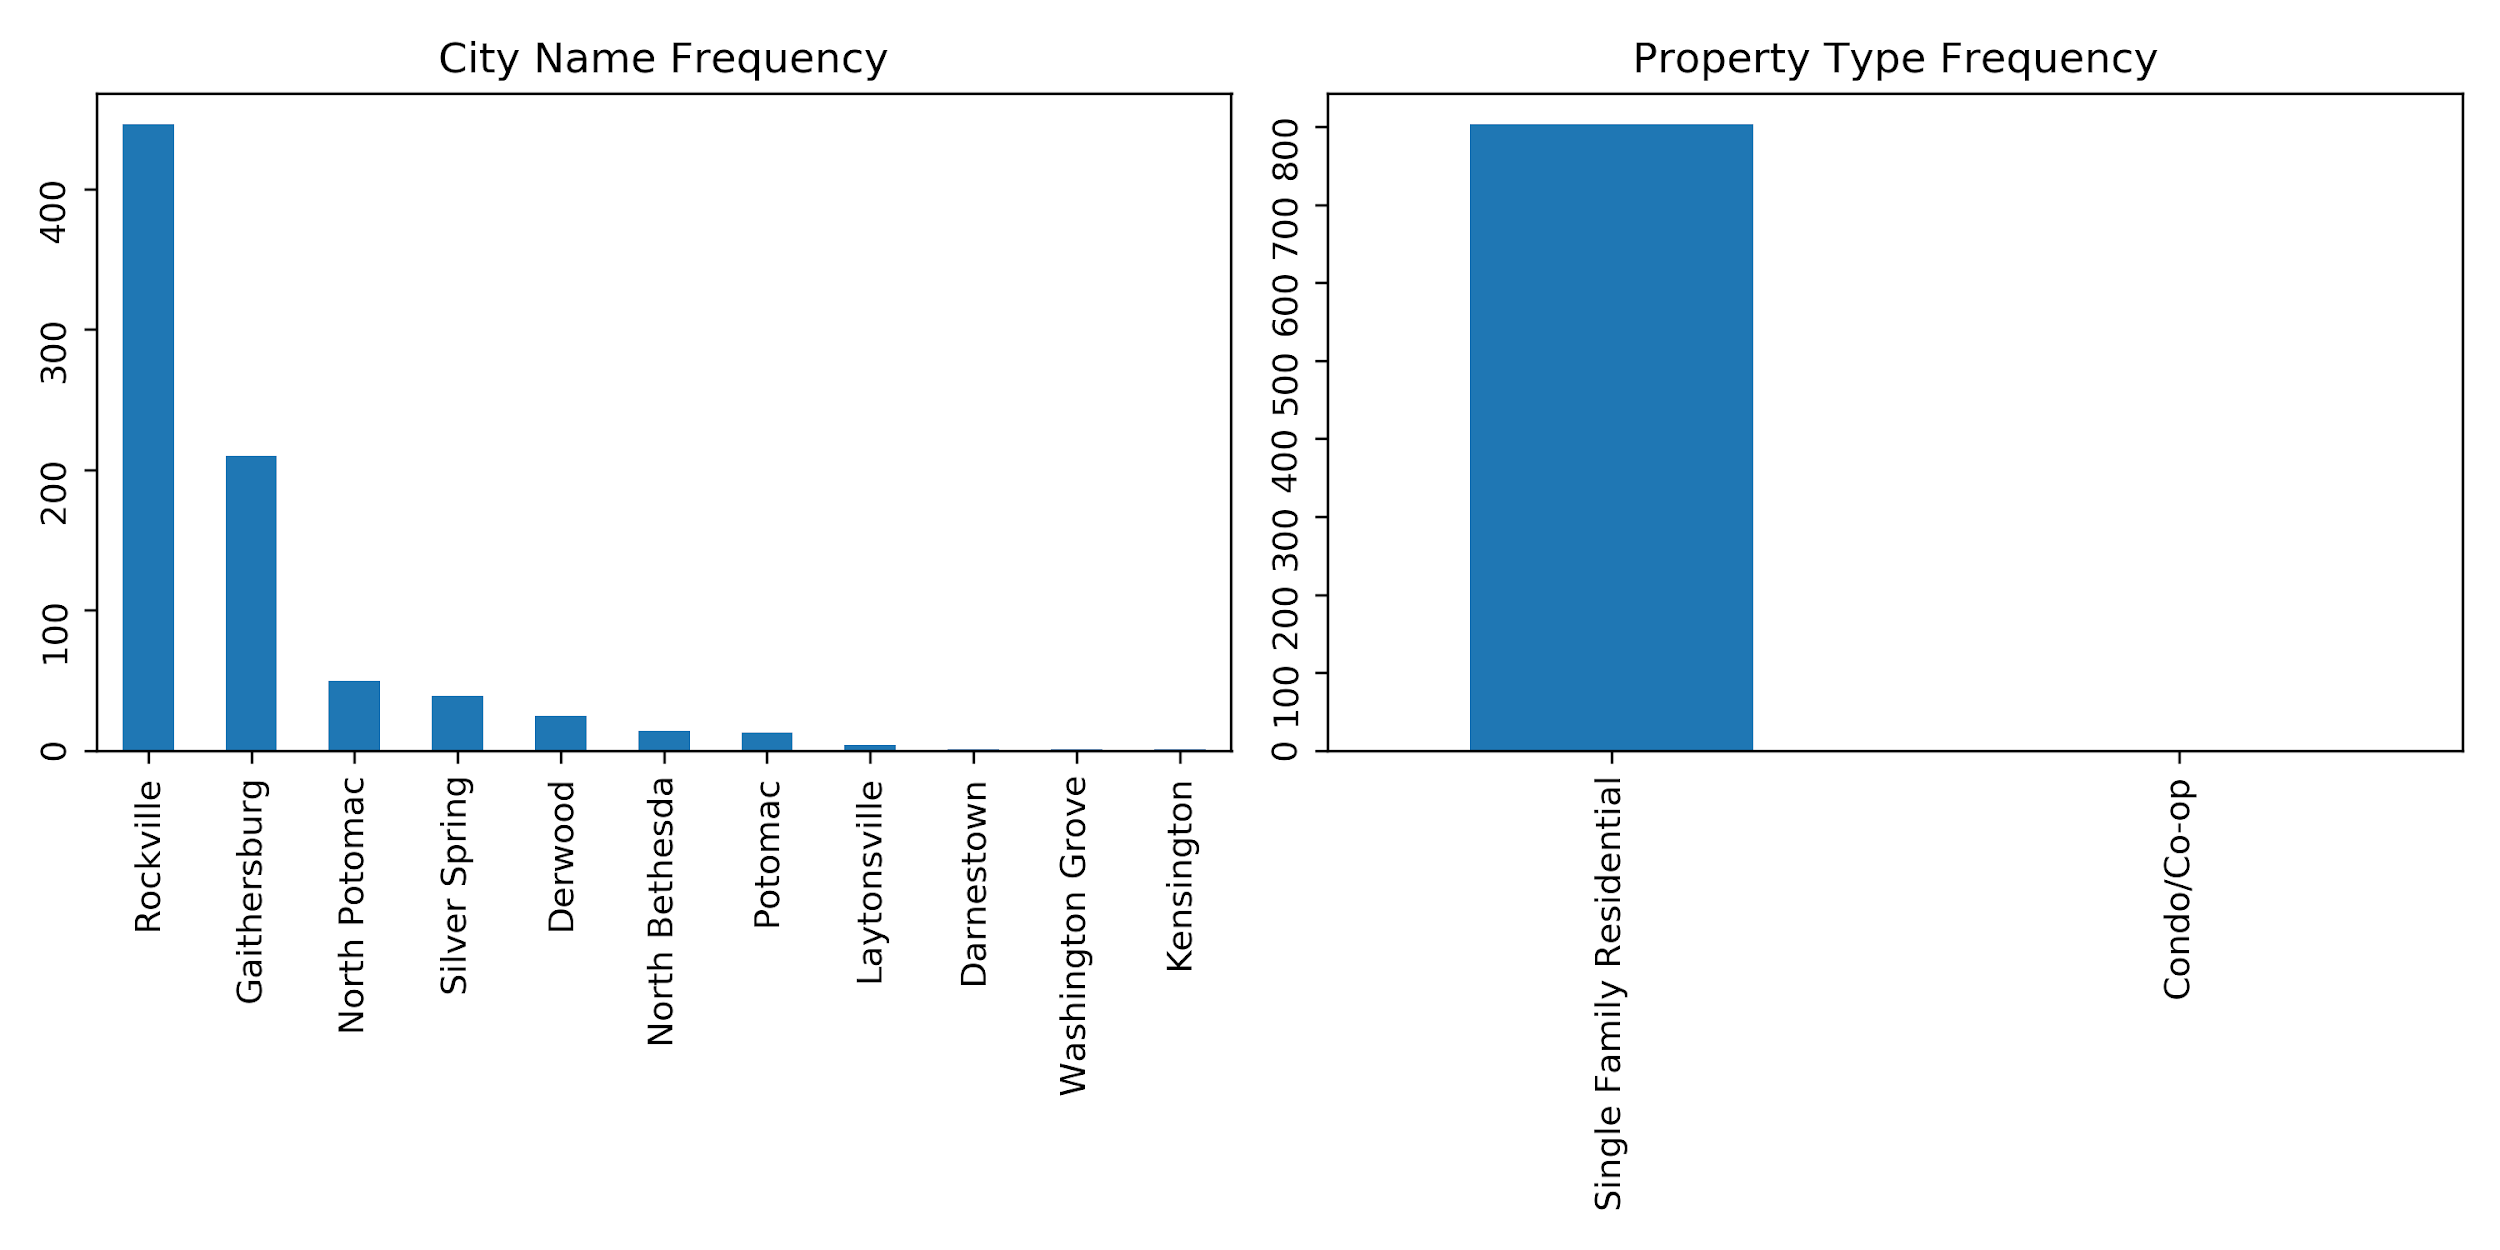 City Name Frequency
400
300
200
100
0
Rockville
Gaithersburg
North Potomac
Silver Spring
Derwood
North Bethesda
Potomac
Laytonsville
Darnestown
Washington Grove
Kensington
Property Type Frequency
800
700
600
500
400
300
200
100
0
Single Family Residential
Condo/Co-op